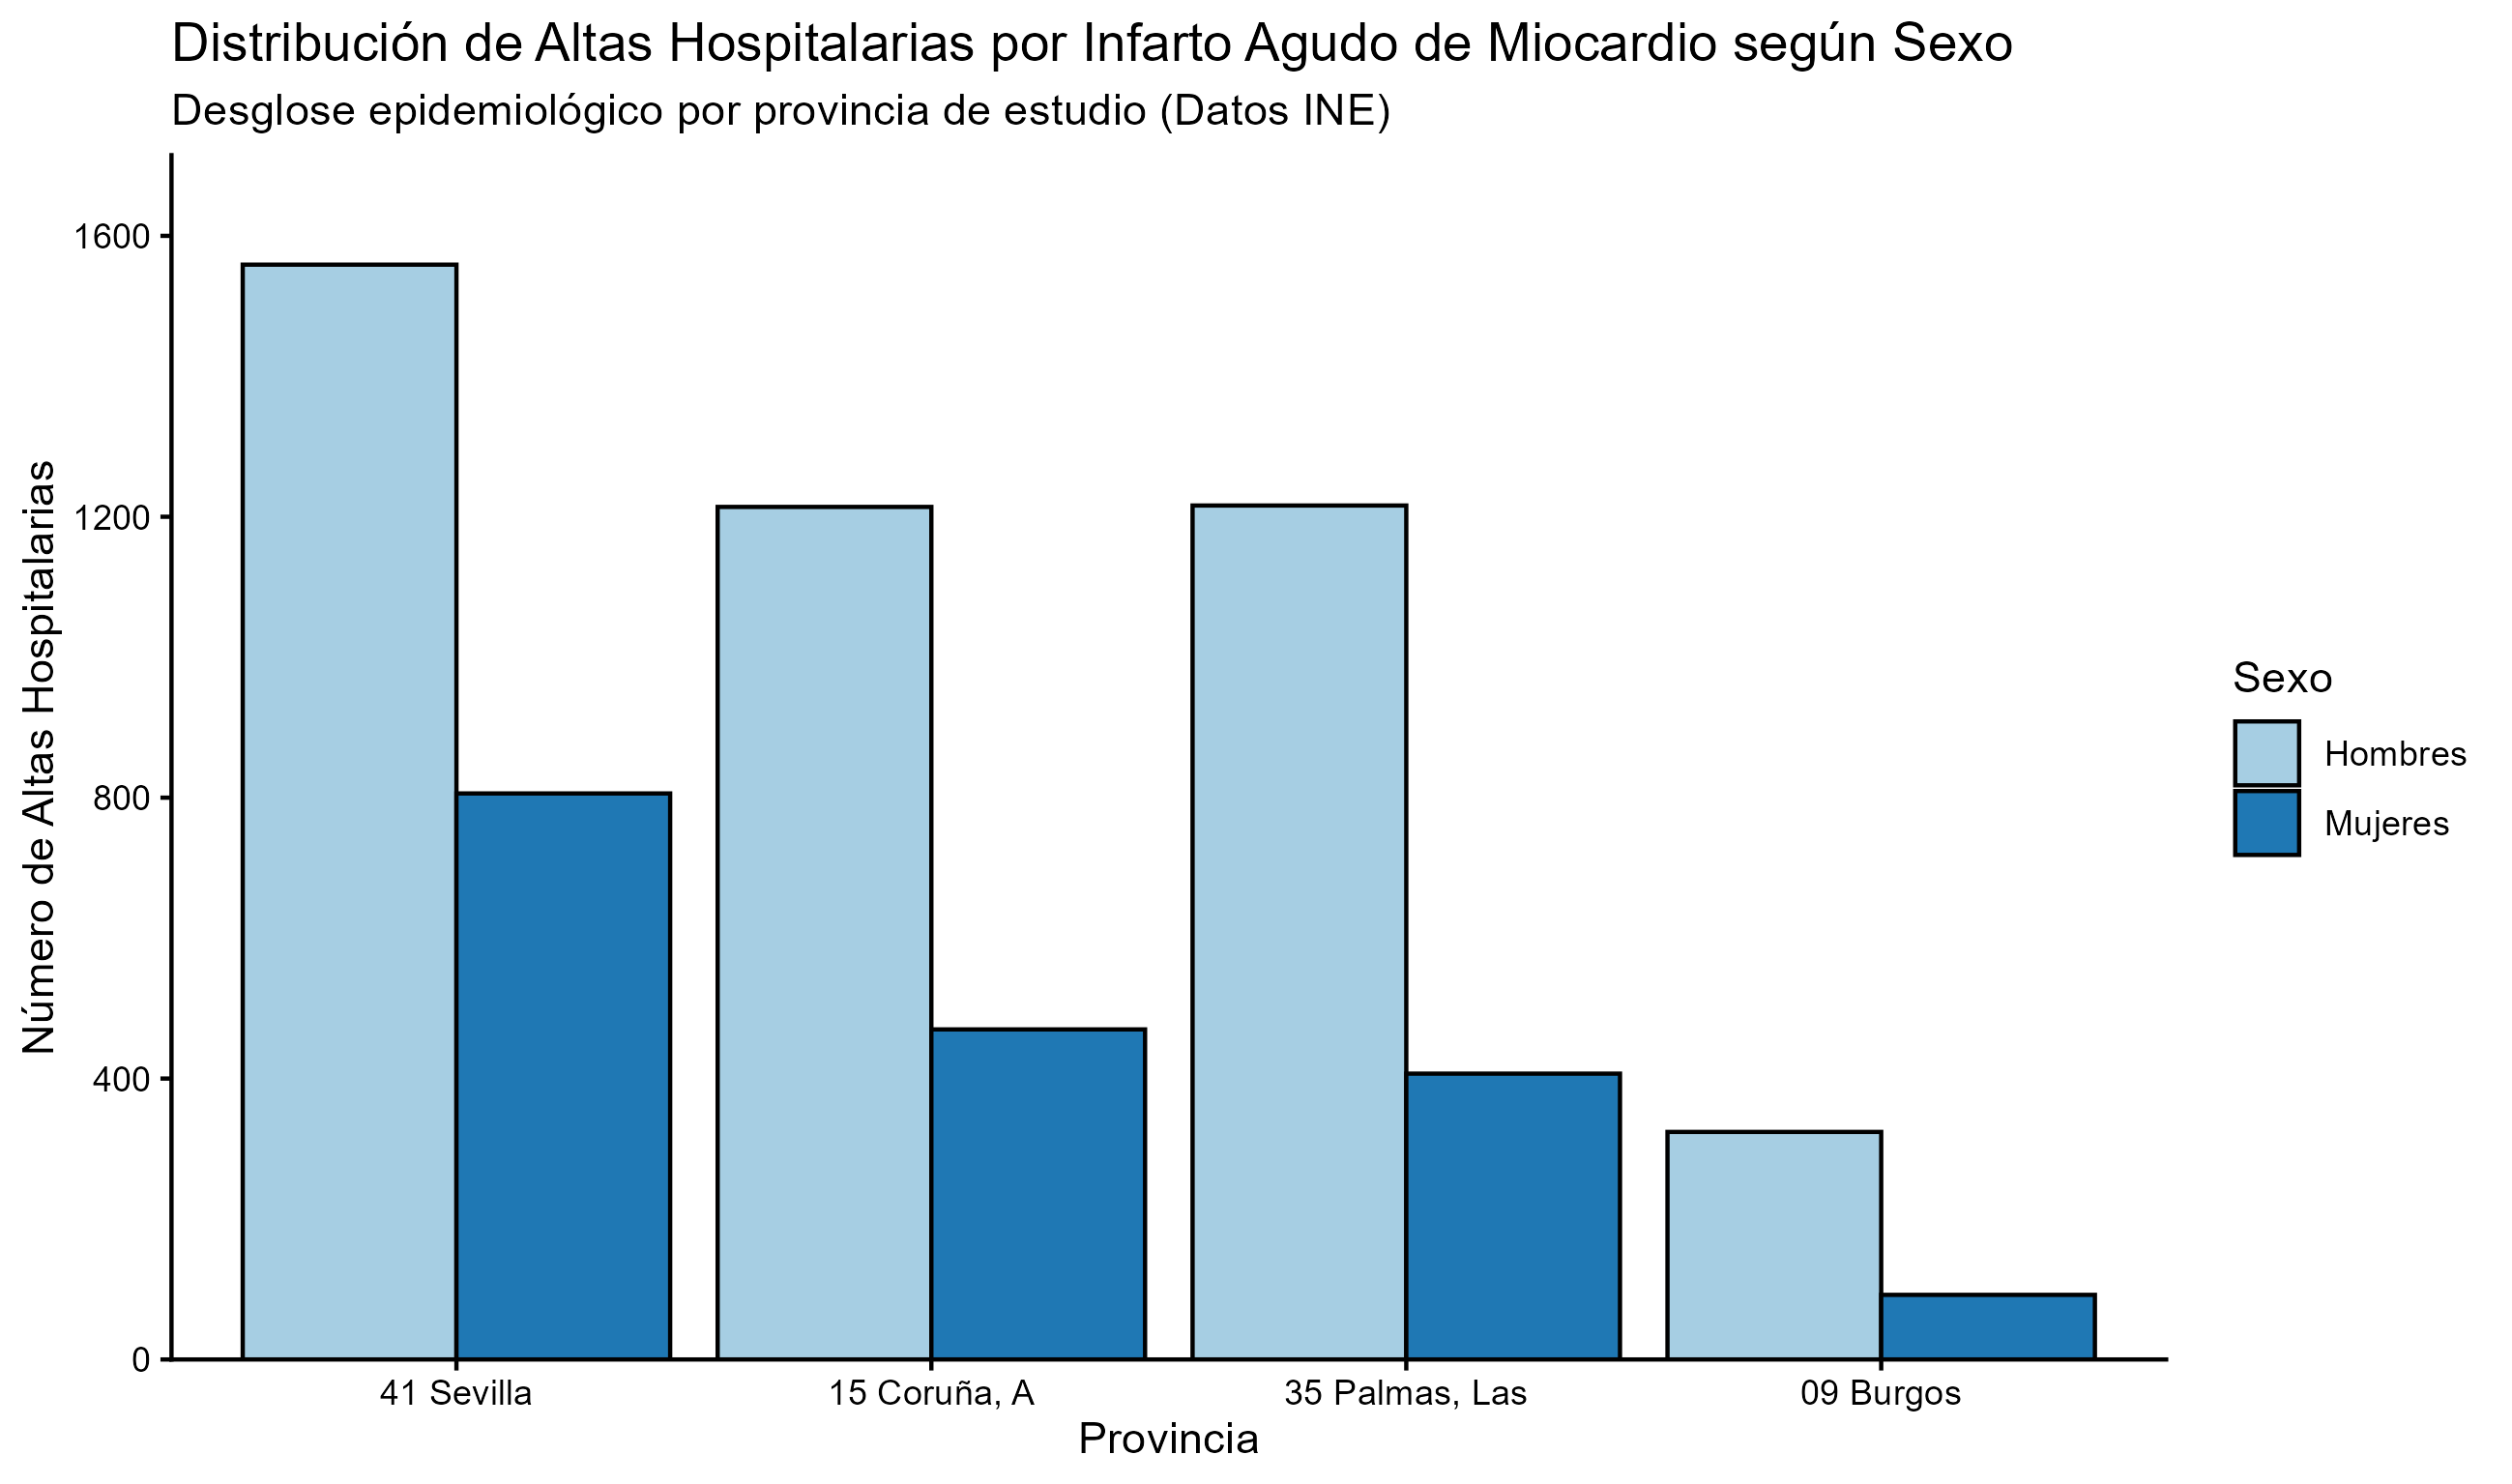 Distribución de Altas Hospitalarias por Infarto Agudo de Miocardio según Sexo
Desglose epidemiológico por provincia de estudio (Datos INE)
Número de Altas Hospitalarias
1600
1200
800
400
0
41 Sevilla
15 Coruña, A
35 Palmas, Las
09 Burgos
Provincia
Sexo
Hombres
Mujeres